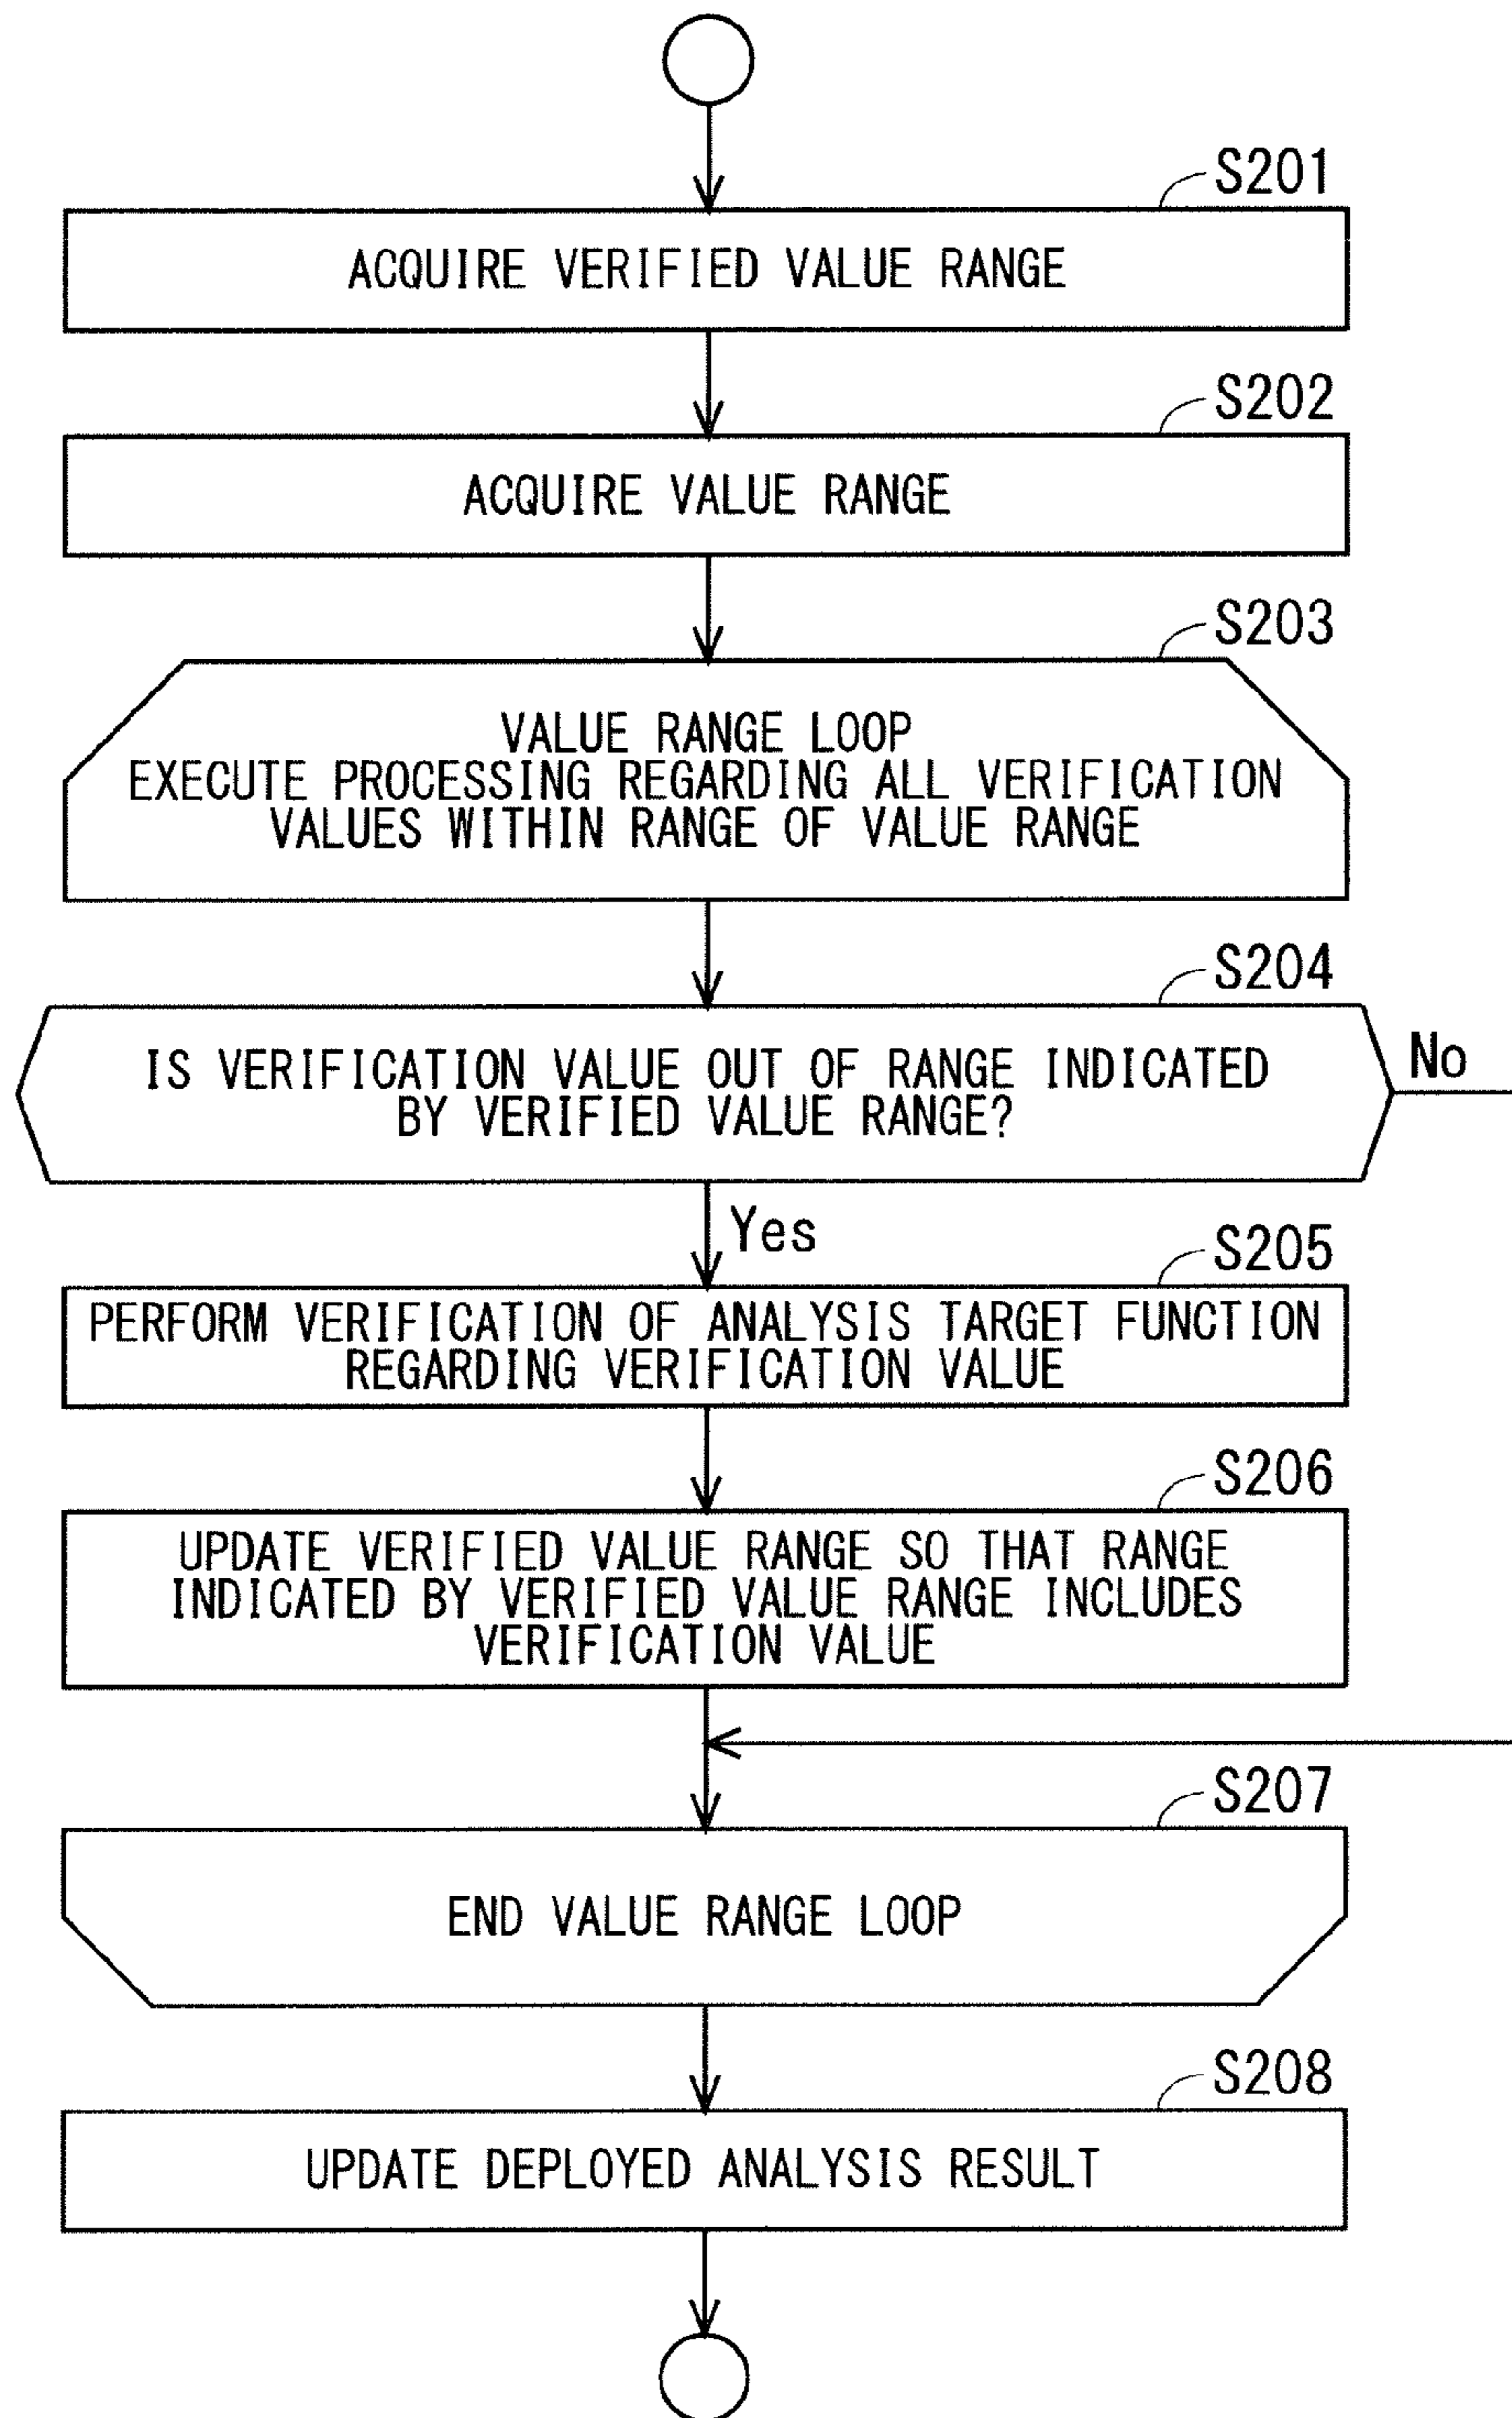 S201
ACQUIRE VERIFIED VALUE RANGE
S202
ACQUIRE VALUE RANGE
S203
VALUE RANGE LOOP
EXECUTE PROCESSING REGARDING ALL VERIFICATION
VALUES WITHIN RANGE OF VALUE RANGE
S204
IS VERIFICATION VALUE OUT OF RANGE INDICATED
BY VERIFIED VALUE RANGE?
No
Yes
S205
PERFORM VERIFICATION OF ANALYSIS TARGET FUNCTION
REGARDING VERIFICATION VALUE
S206
UPDATE VERIFIED VALUE RANGE SO THAT RANGE
INDICATED BY VERIFIED VALUE RANGE INCLUDES
VERIFICATION VALUE
S207
END VALUE RANGE LOOP
S208
UPDATE DEPLOYED ANALYSIS RESULT